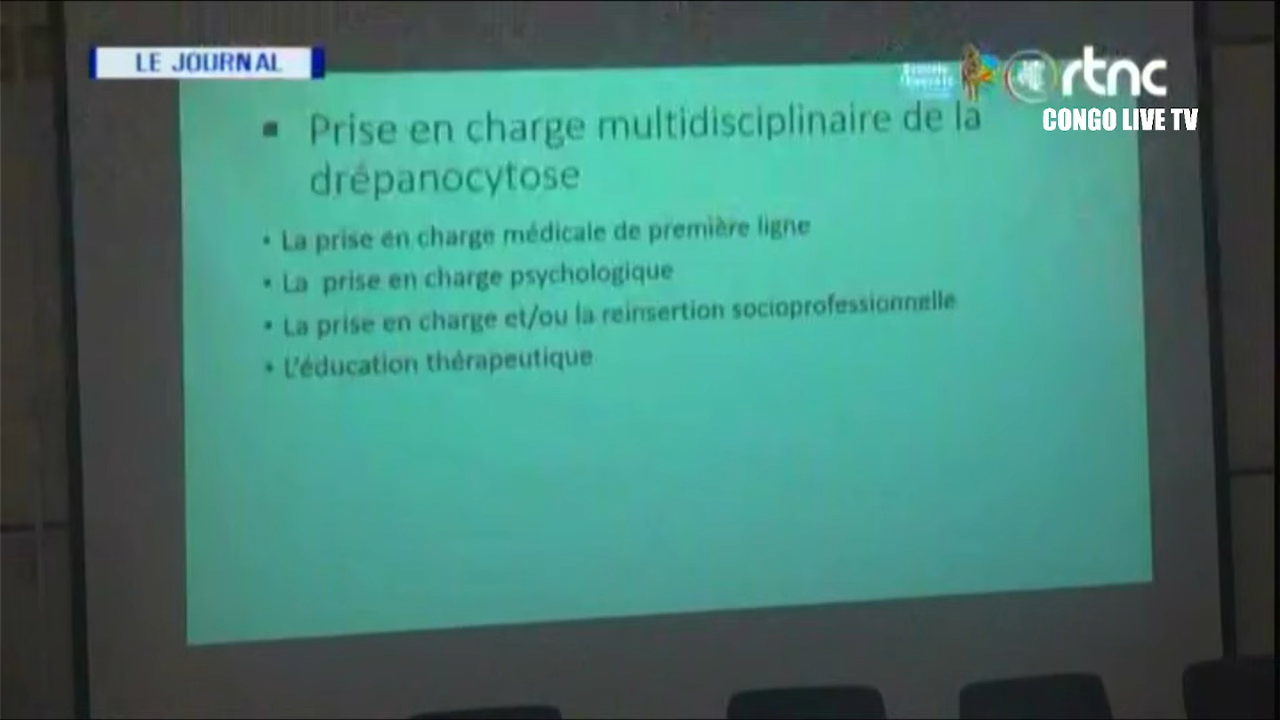 LE JOURNAL
rtnc
CONGO LIVE TV
▪ Prise en charge multidisciplinaire de la
drépanocytose
• La prise en charge médicale de première ligne
• La prise en charge psychologique
• La prise en charge et/ou la reinsertion socioprofessionnelle
• L'éducation thérapeutique